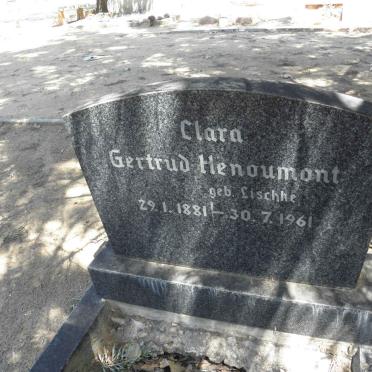 Clara
Gertrud Henoumont
geb. Lischke
29.1.1881 – 30.7.1961